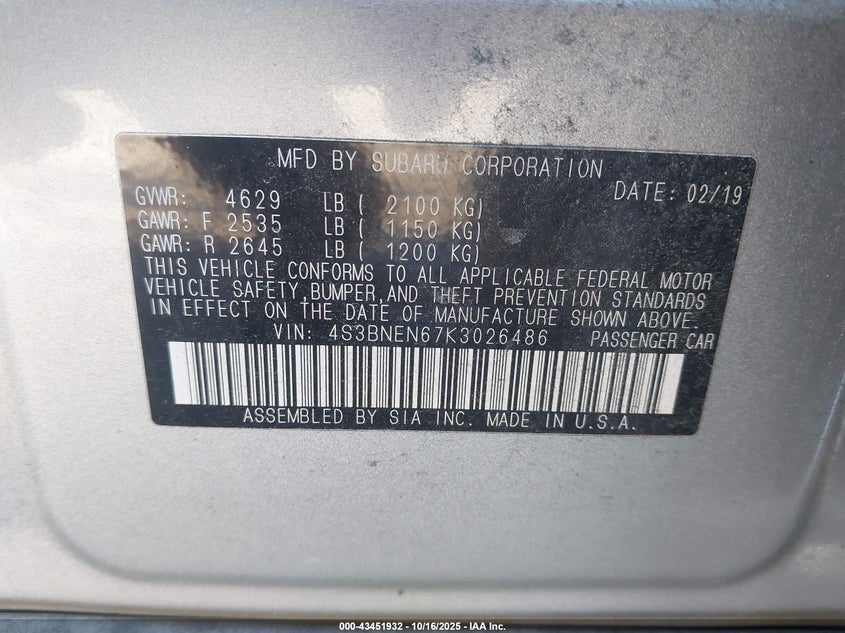 MFD BY SUBARU CORPORATION
DATE: 02/19
GVWR: 4629 LB ( 2100 KG)
GAWR: F 2535 LB ( 1150 KG)
GAWR: R 2645 LB ( 1200 KG)
THIS VEHICLE CONFORMS TO ALL APPLICABLE FEDERAL MOTOR
VEHICLE SAFETY,BUMPER,AND THEFT PREVENTION STANDARDS
IN EFFECT ON THE DATE OF MANUFACTURE SHOWN ABOVE.
VIN: 4S3BNEN67K3026486 PASSENGER CAR
ASSEMBLED BY SIA INC. MADE IN U.S.A.
000-43451932 - 10/16/2025 - IAA Inc.